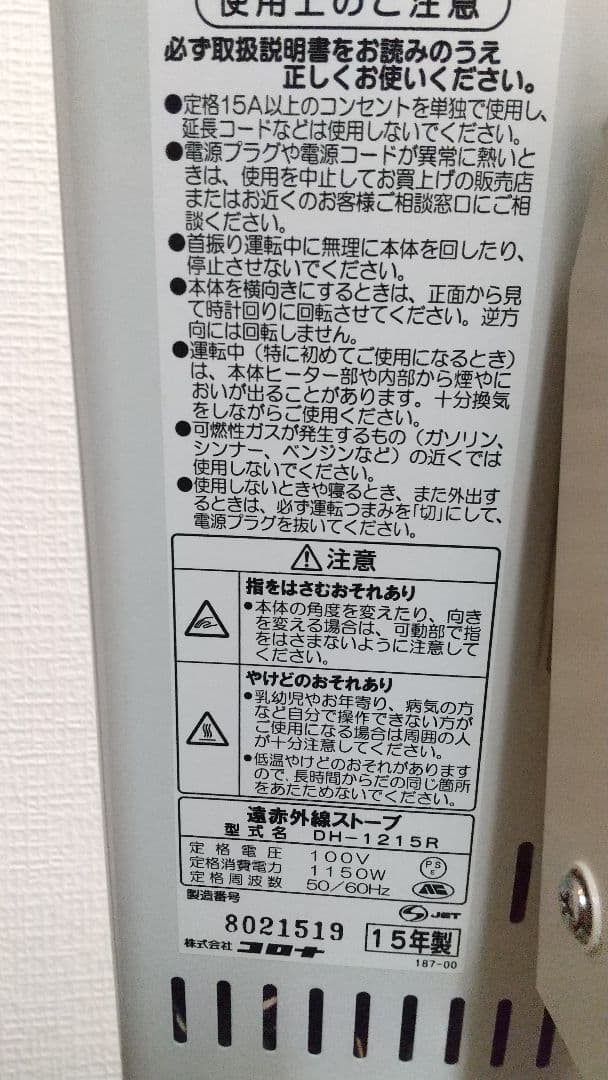 使用上のご注意
必ず取扱説明書をお読みのうえ
正しくお使いください。
●定格15A以上のコンセントを単独で使用し、
延長コードなどは使用しないでください。
●電源プラグや電源コードが異常に熱いと
きは、使用を中止してお買上げの販売店
またはお近くのお客様ご相談窓口にご相
談ください。
●首振り運転中に無理に本体を回したり、
停止させないでください。
●本体を横向きにするときは、正面から見
て時計回りに回転させてください。逆方
向には回転しません。
●運転中（特に初めてご使用になるとき）
は、本体ヒーター部や内部から煙やに
おいが出ることがあります。十分換気
をしながらご使用ください。
●可燃性ガスが発生するもの（ガソリン、
シンナー、ベンジンなど）の近くでは
使用しないでください。
●使用しないときや寝るとき、また外出す
るときは、必ず運転つまみを「切」にして、
電源プラグを抜いてください。
注意
指をはさむおそれあり
●本体の角度を変えたり、向き
を変える場合は、可動部で指
をはさまないように注意して
ください。
やけどのおそれあり
●乳幼児やお年寄り、病気の方
など自分で操作できない方が
ご使用になる場合は周囲の人
が十分注意してください。
●低温やけどのおそれがあります
ので、長時間からだの同じ箇所
をあたためないでください。
遠赤外線ストーブ
型式名 DH-1215R
定格電圧 100V
定格消費電力 1150W
定格周波数 50/60Hz
PSE
製造番号
JET
8021519 15年製
株式会社 コロナ
187-00